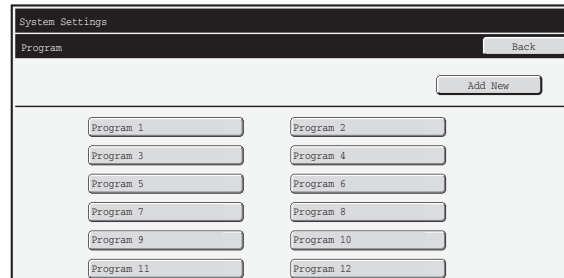 System Settings
Program
Back
Add New
Program 1
Program 2
Program 3
Program 4
Program 5
Program 6
Program 7
Program 8
Program 9
Program 10
Program 11
Program 12